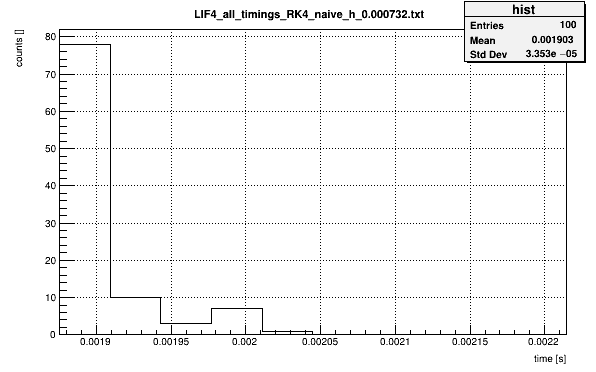 LIF4_all_timings_RK4_naive_h_0.000732.txt
hist
Entries 100
Mean 0.001903
Std Dev 3.353e −05
counts []
80
70
60
50
40
30
20
10
0
0.0019 0.00195 0.002 0.00205 0.0021 0.00215 0.0022
time [s]